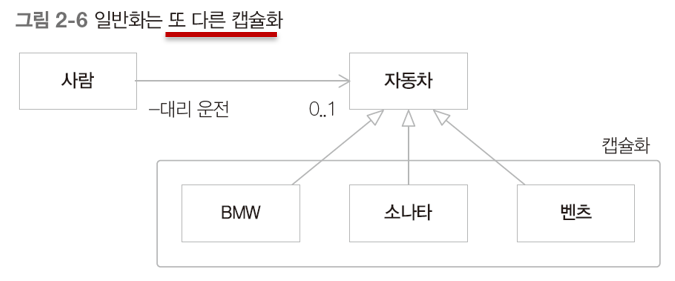 그림 2-6 일반화는 또 다른 캡슐화
사람
자동차
-대리 운전
0..1
캡슐화
BMW
소나타
벤츠